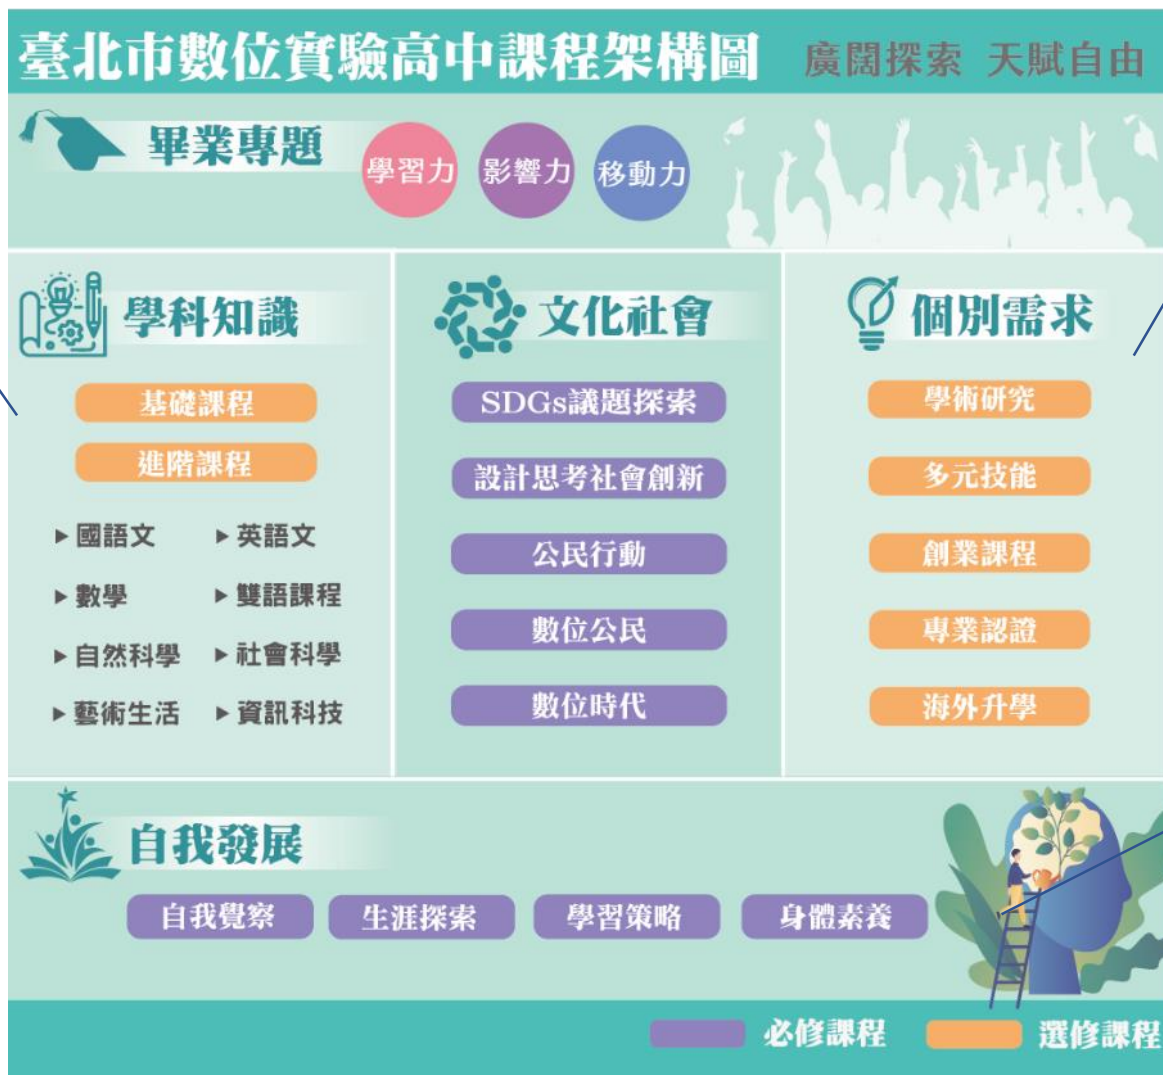 臺北市數位實驗高中課程架構圖 廣闊探索 天賦自由
畢業專題
學習力 影響力 移動力
學科知識
基礎課程
進階課程
▶國語文 ▶英語文
▶數學 ▶雙語課程
▶自然科學 ▶社會科學
▶藝術生活 ▶資訊科技
文化社會
SDGs議題探索
設計思考社會創新
公民行動
數位公民
數位時代
個別需求
學術研究
多元技能
創業課程
專業認證
海外升學
自我發展
自我覺察 生涯探索 學習策略 身體素養
必修課程 選修課程